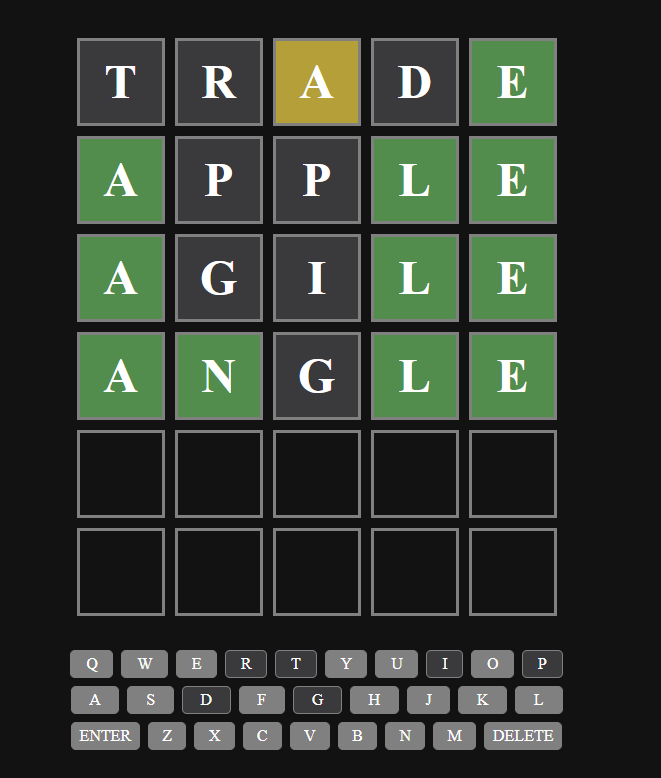 T R A D E
A P P L E
A G I L E
A N G L E
Q W E R T Y U I O P
A S D F G H J K L
ENTER Z X C V B N M DELETE